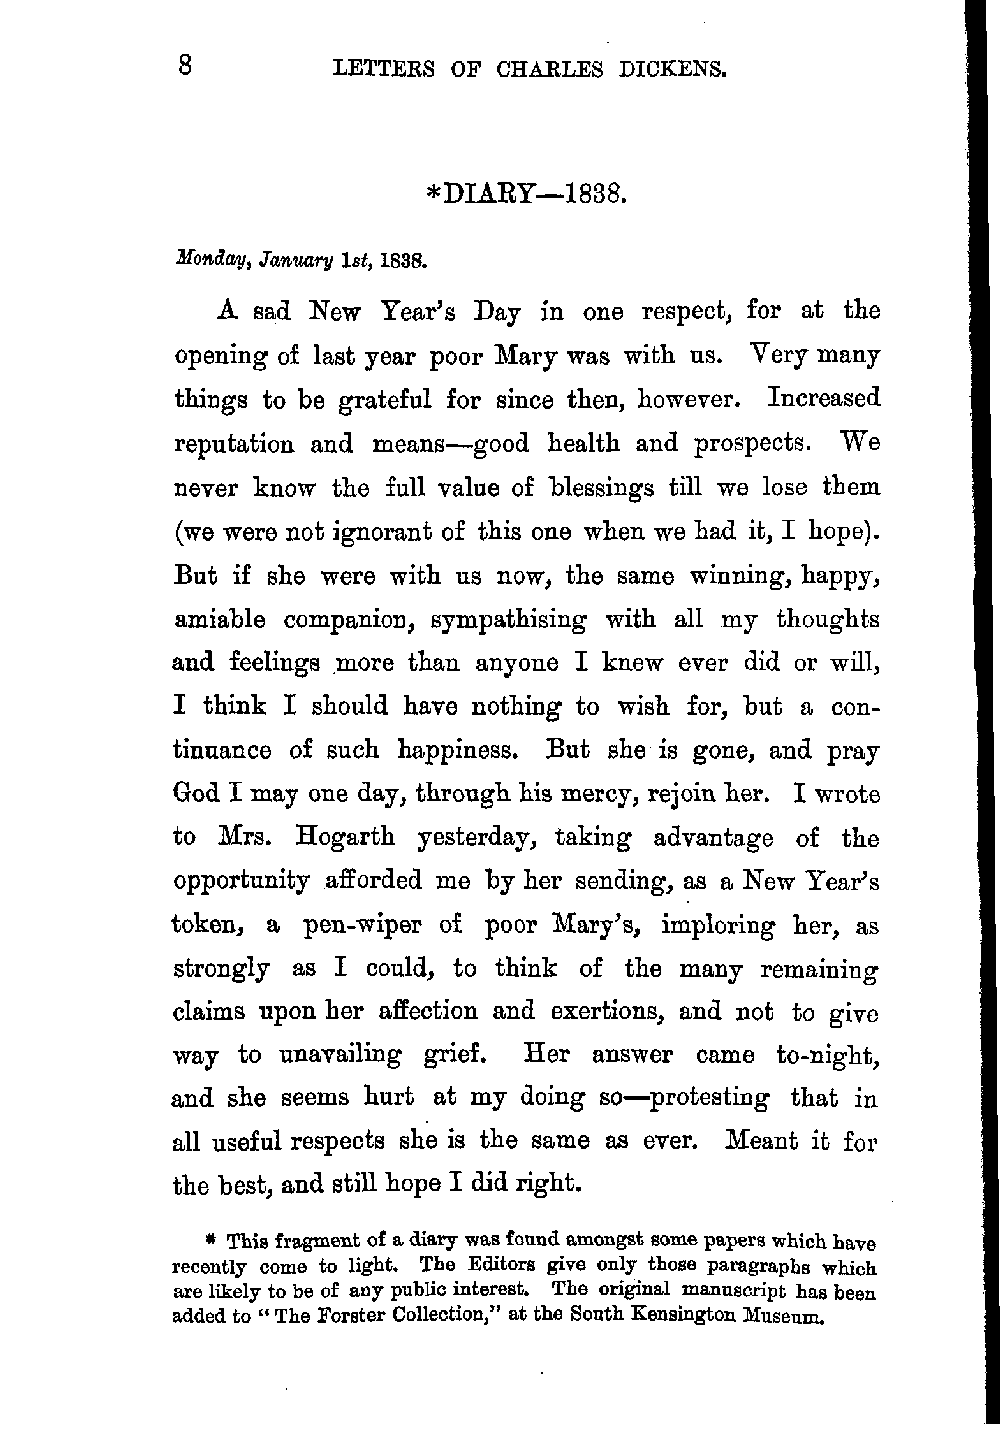 8 LETTERS OF CHARLES DICKENS.
*DIARY—1838.
Monday, January 1st, 1838.
A sad New Year's Day in one respect, for at the
opening of last year poor Mary was with us. Very many
things to be grateful for since then, however. Increased
reputation and means—good health and prospects. We
never know the full value of blessings till we lose them
(we were not ignorant of this one when we had it, I hope).
But if she were with us now, the same winning, happy,
amiable companion, sympathising with all my thoughts
and feelings more than anyone I knew ever did or will,
I think I should have nothing to wish for, but a con-
tinuance of such happiness. But she is gone, and pray
God I may one day, through his mercy, rejoin her. I wrote
to Mrs. Hogarth yesterday, taking advantage of the
opportunity afforded me by her sending, as a New Year's
token, a pen-wiper of poor Mary's, imploring her, as
strongly as I could, to think of the many remaining
claims upon her affection and exertions, and not to give
way to unavailing grief. Her answer came to-night,
and she seems hurt at my doing so—protesting that in
all useful respects she is the same as ever. Meant it for
the best, and still hope I did right.
* This fragment of a diary was found amongst some papers which have
recently come to light. The Editors give only those paragraphs which
are likely to be of any public interest. The original manuscript has been
added to "The Forster Collection," at the South Kensington Museum.